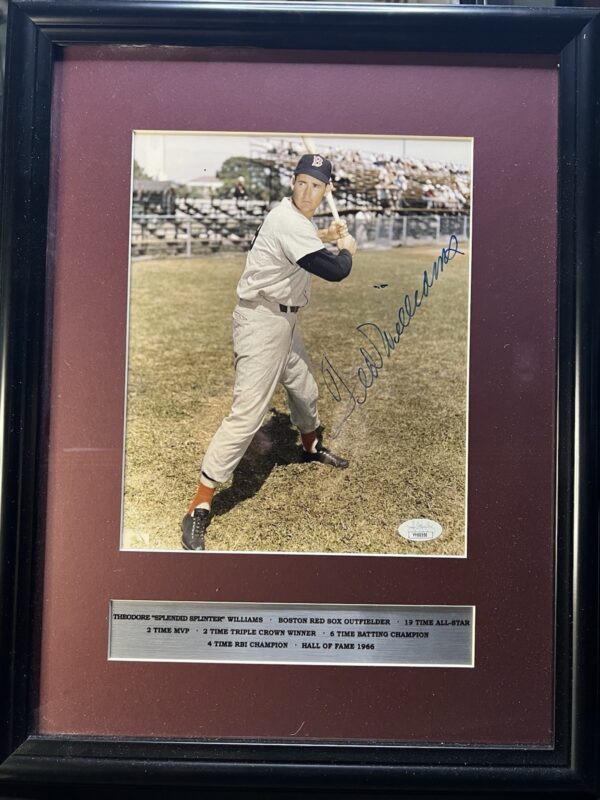 B
Ted Williams
THEODORE "SPLENDID SPLINTER" WILLIAMS · BOSTON RED SOX OUTFIELDER · 19 TIME ALL-STAR
2 TIME MVP · 2 TIME TRIPLE CROWN WINNER · 6 TIME BATTING CHAMPION
4 TIME RBI CHAMPION · HALL OF FAME 1966